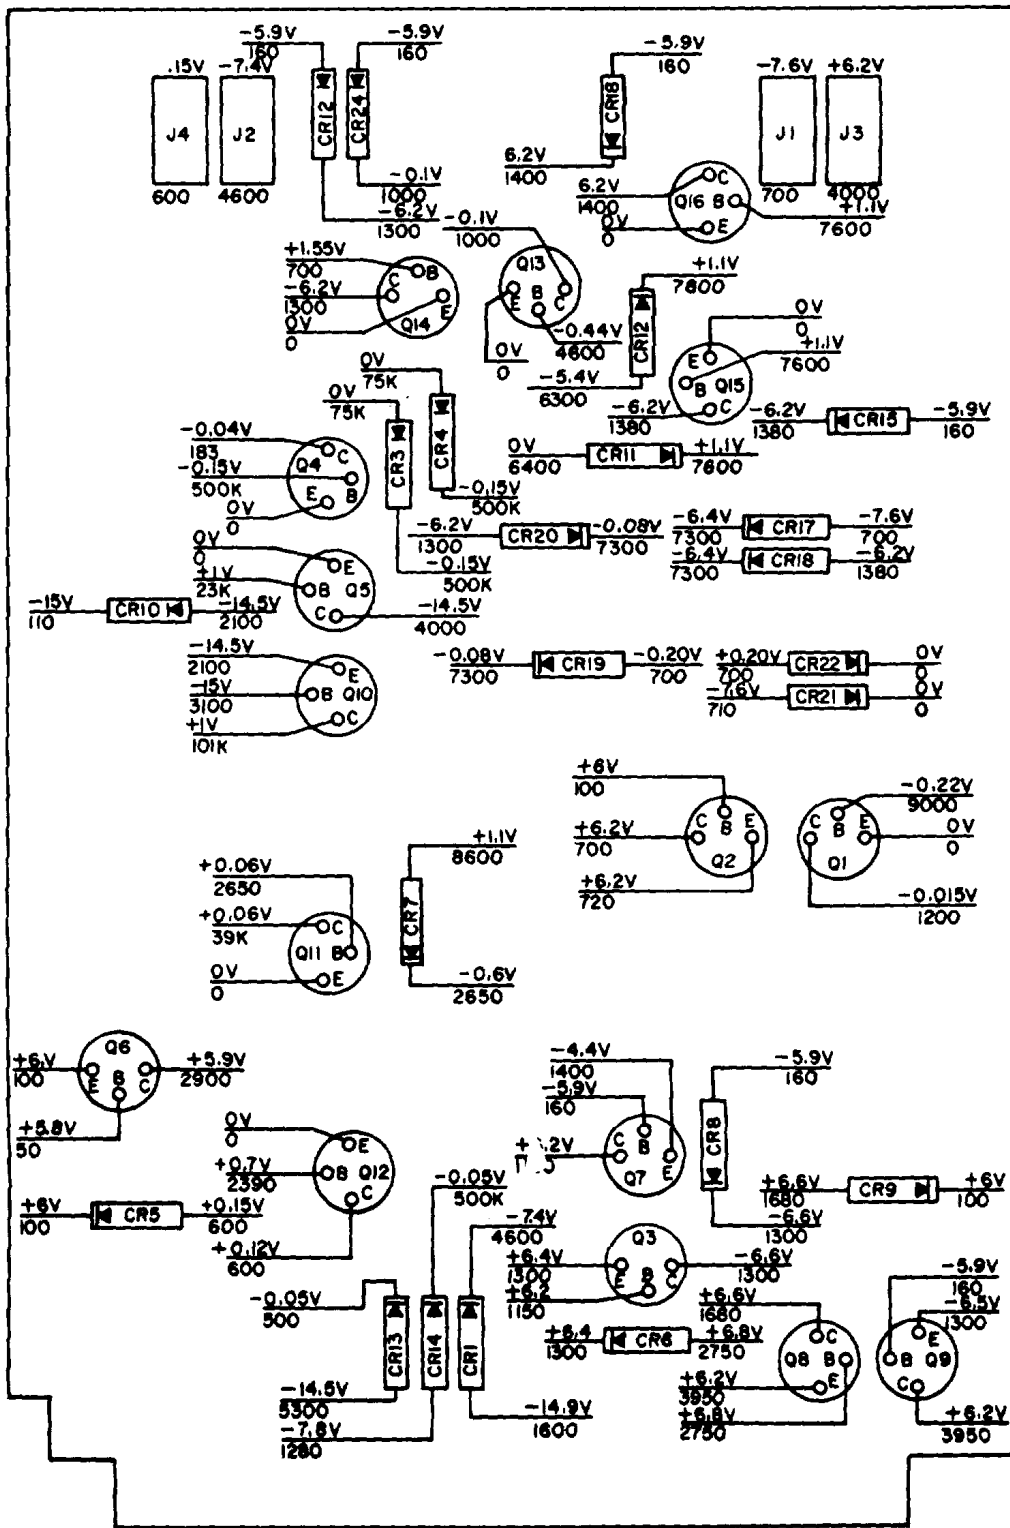 -5.9V
160
-5.9V
160
-5.9V
160
.15V
-7.4V
-7.6V
+6.2V
J4
J2
CR12
CR24
CR18
J1
J3
6.2V
1400
600
4600
-0.1V
1000
6.2V
1400
C
Q16
B
E
700
4000
-6.2V
1300
-0.1V
1000
0V
0
+1.1V
7600
+1.55V
700
B
C
Q14
E
-6.2V
1300
0V
0
Q13
E
B
C
+1.1V
7800
CR12
-0.44V
4600
0V
0
0V
0
E
B
Q15
C
+1.1V
7600
0V
75K
-5.4V
6300
0V
75K
-6.2V
1380
-6.2V
1380
CR15
-5.9V
160
-0.04V
183
CR3
CR4
Q4
C
B
E
-0.15V
500K
0V
6400
CR11
+1.1V
7600
0V
0
-0.15V
500K
-6.2V
1300
CR20
-0.08V
7300
-6.4V
7300
CR17
-7.6V
700
0V
0
-0.15V
500K
-6.4V
7300
CR18
-6.2V
1380
+1V
23K
E
B
Q5
C
-15V
110
CR10
-14.5V
2100
-14.5V
4000
-14.5V
2100
E
B
Q10
C
-0.08V
7300
CR19
-0.20V
700
+0.20V
700
CR22
0V
0
-15V
3100
-7.6V
710
CR21
0V
0
+1V
101K
+6V
100
-0.22V
9000
C
B
E
Q2
C
B
E
Q1
+6.2V
700
0V
0
+1.1V
8600
+0.06V
2650
+6.2V
720
-0.015V
1200
CR7
+0.06V
39K
C
Q11
B
E
0V
0
-0.6V
2650
Q6
E
B
C
+6.V
100
+5.9V
2900
-4.4V
1400
-5.9V
160
-5.9V
160
+5.8V
50
0V
0
E
B
Q12
C
CR8
C
B
E
Q7
+0.7V
2390
-0.05V
500K
+6.6V
1680
CR9
+6V
100
+6V
100
CR5
+0.15V
600
-7.4V
4600
-6.6V
1300
+0.12V
600
Q3
E
B
C
+6.4V
1300
-6.6V
1300
+6.2
1150
-5.9V
160
-0.05V
500
+6.6V
1680
-6.5V
1300
CR13
CR14
CR1
+6.4
1300
CR6
+6.8V
2750
C
Q8
B
E
E
B
Q9
C
-14.5V
5300
+6.2V
3950
-14.9V
1600
-7.8V
1280
+6.8V
2750
+6.2V
3950